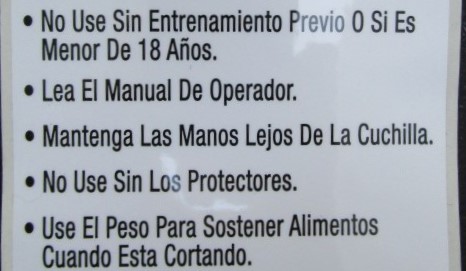 • No Use Sin Entrenamiento Previo O Si Es
Menor De 18 Años.
• Lea El Manual De Operador.
• Mantenga Las Manos Lejos De La Cuchilla.
• No Use Sin Los Protectores.
• Use El Peso Para Sostener Alimentos
Cuando Esta Cortando.